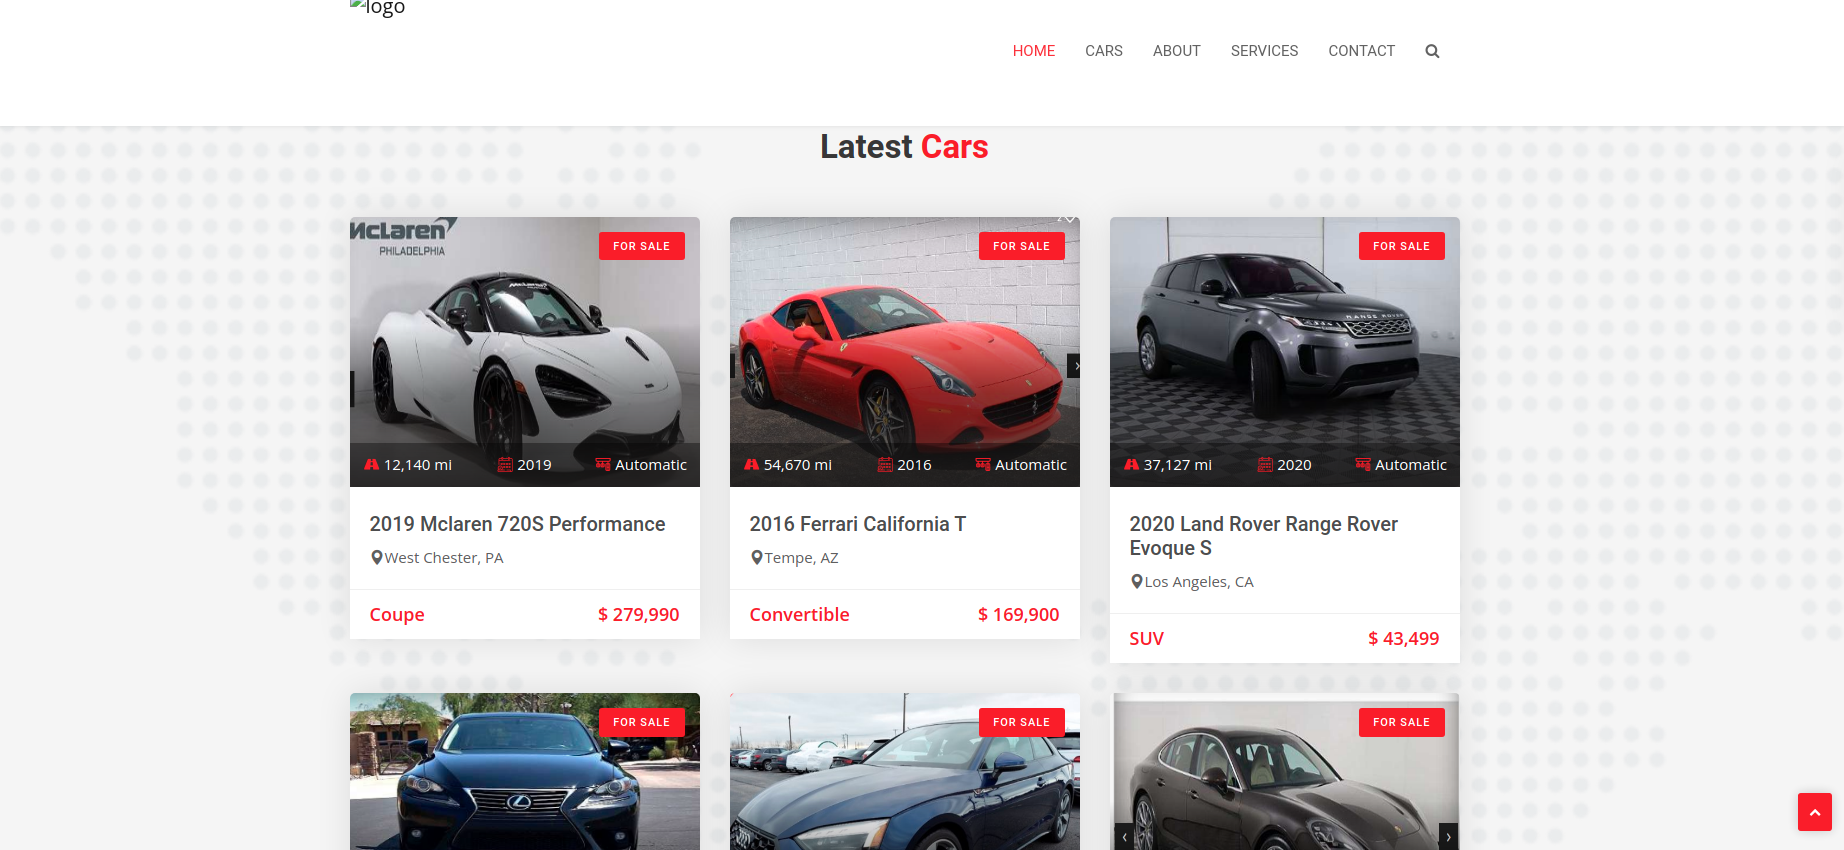 logo
HOME CARS ABOUT SERVICES CONTACT
Latest Cars
McLaren
PHILADELPHIA
FOR SALE
12,140 mi 2019 Automatic
2019 Mclaren 720S Performance
West Chester, PA
Coupe $ 279,990
FOR SALE
54,670 mi 2016 Automatic
2016 Ferrari California T
Tempe, AZ
Convertible $ 169,900
FOR SALE
RANGE ROVER
37,127 mi 2020 Automatic
2020 Land Rover Range Rover
Evoque S
Los Angeles, CA
SUV $ 43,499
FOR SALE
FOR SALE
FOR SALE